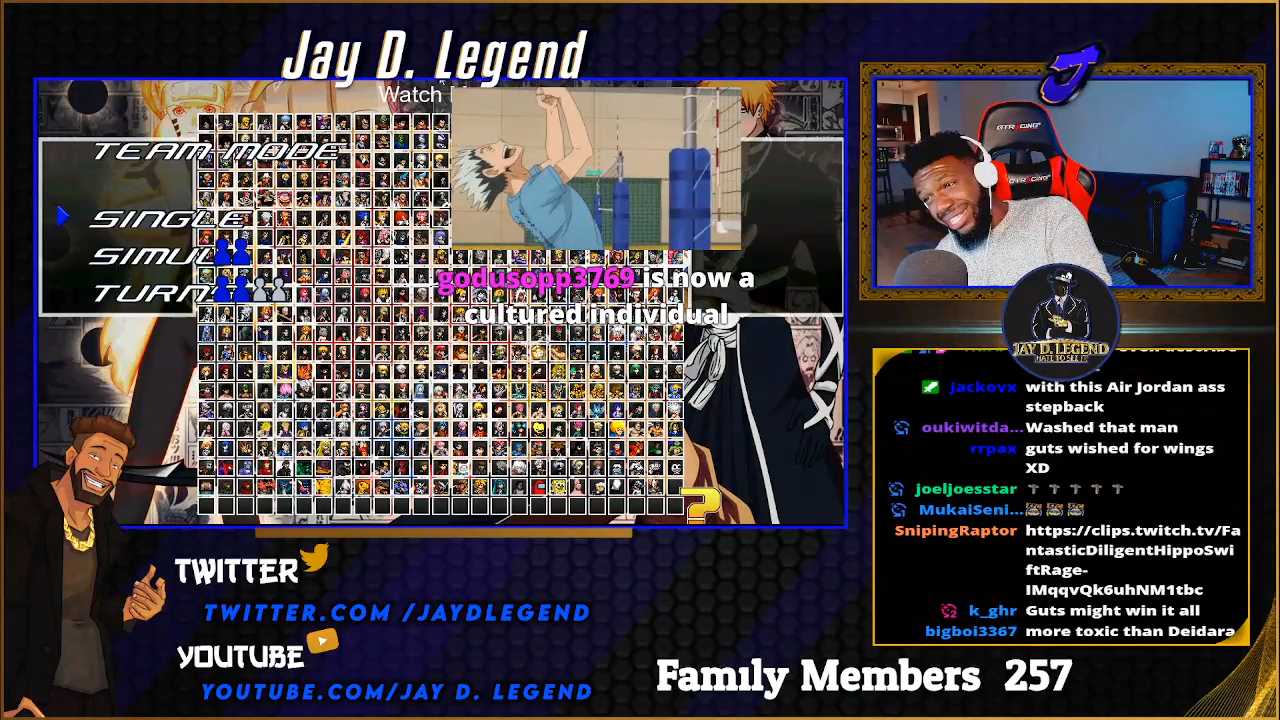 Jay D. Legend
Watch
TEAM MODE
SINGLE
SIMUL
TURN
godusopp3769 is now a
cultured individual
GTRACING
GTRACING
JAY D. LEGEND
Jackovx with this Air Jordan ass
stepback
oukiwitda... Washed that man
rrpax guts wished for wings
XD
joeljoesstar
MukaiSeni...
SnipingRaptor https://clips.twitch.tv/Fa
ntasticDiligentHippoSwi
ftRage-
IMqqvQk6uhNM1tbc
k_ghr Guts might win it all
bigboi3367 more toxic than Deidara
TWITTER
TWITTER.COM /JAYDLEGEND
YOUTUBE
YOUTUBE.COM/JAY D. LEGEND
Family Members 257